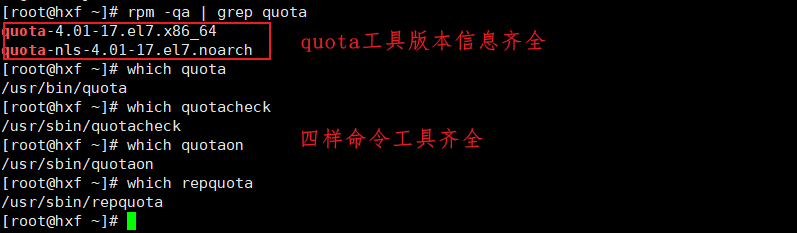 [root@hxf ~]# rpm -qa | grep quota
quota-4.01-17.el7.x86_64
quota-nls-4.01-17.el7.noarch
quota工具版本信息齐全
[root@hxf ~]# which quota
/usr/bin/quota
[root@hxf ~]# which quotacheck
/usr/sbin/quotacheck
四样命令工具齐全
[root@hxf ~]# which quotaon
/usr/sbin/quotaon
[root@hxf ~]# which repquota
/usr/sbin/repquota
[root@hxf ~]#